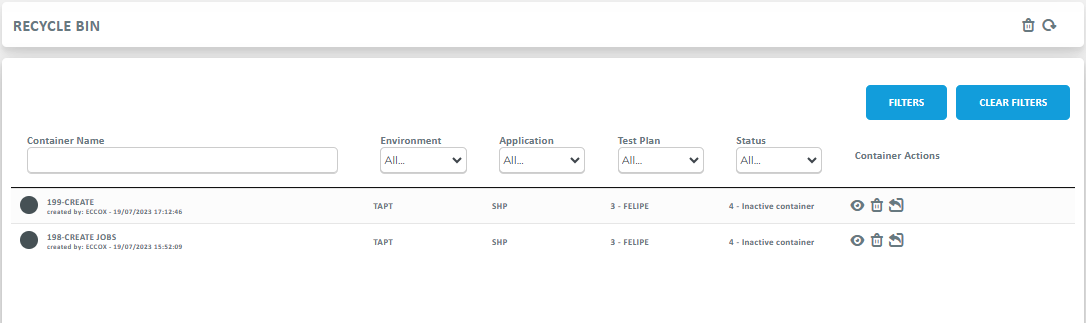 RECYCLE BIN
FILTERS CLEAR FILTERS
Container Name Environment Application Test Plan Status Container Actions
All... All... All... All...
199-CREATE
created by: ECCOX - 19/07/2023 17:12:46
TAPT SHP 3 - FELIPE 4 - Inactive container
198-CREATE JOBS
created by: ECCOX - 19/07/2023 15:52:09
TAPT SHP 3 - FELIPE 4 - Inactive container